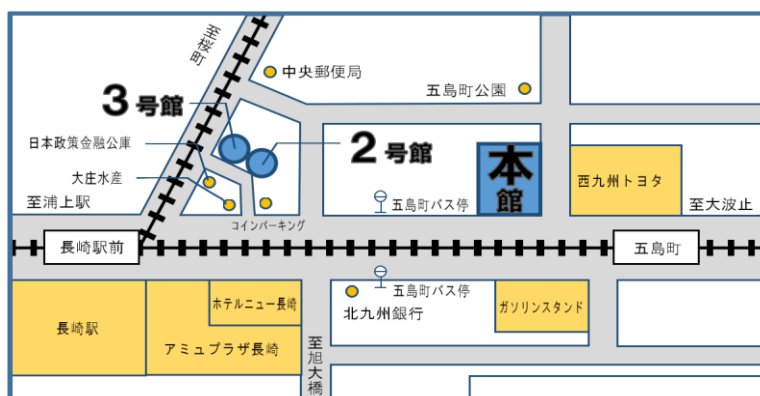 至桜町
中央郵便局
五島町公園
3号館
日本政策金融公庫
2号館
本館
大庄水産
西九州トヨタ
至浦上駅
五島町バス停
至大波止
コインパーキング
長崎駅前
五島町
五島町バス停
ホテルニュー長崎
北九州銀行
ガソリンスタンド
長崎駅
アミュプラザ長崎
至旭大橋